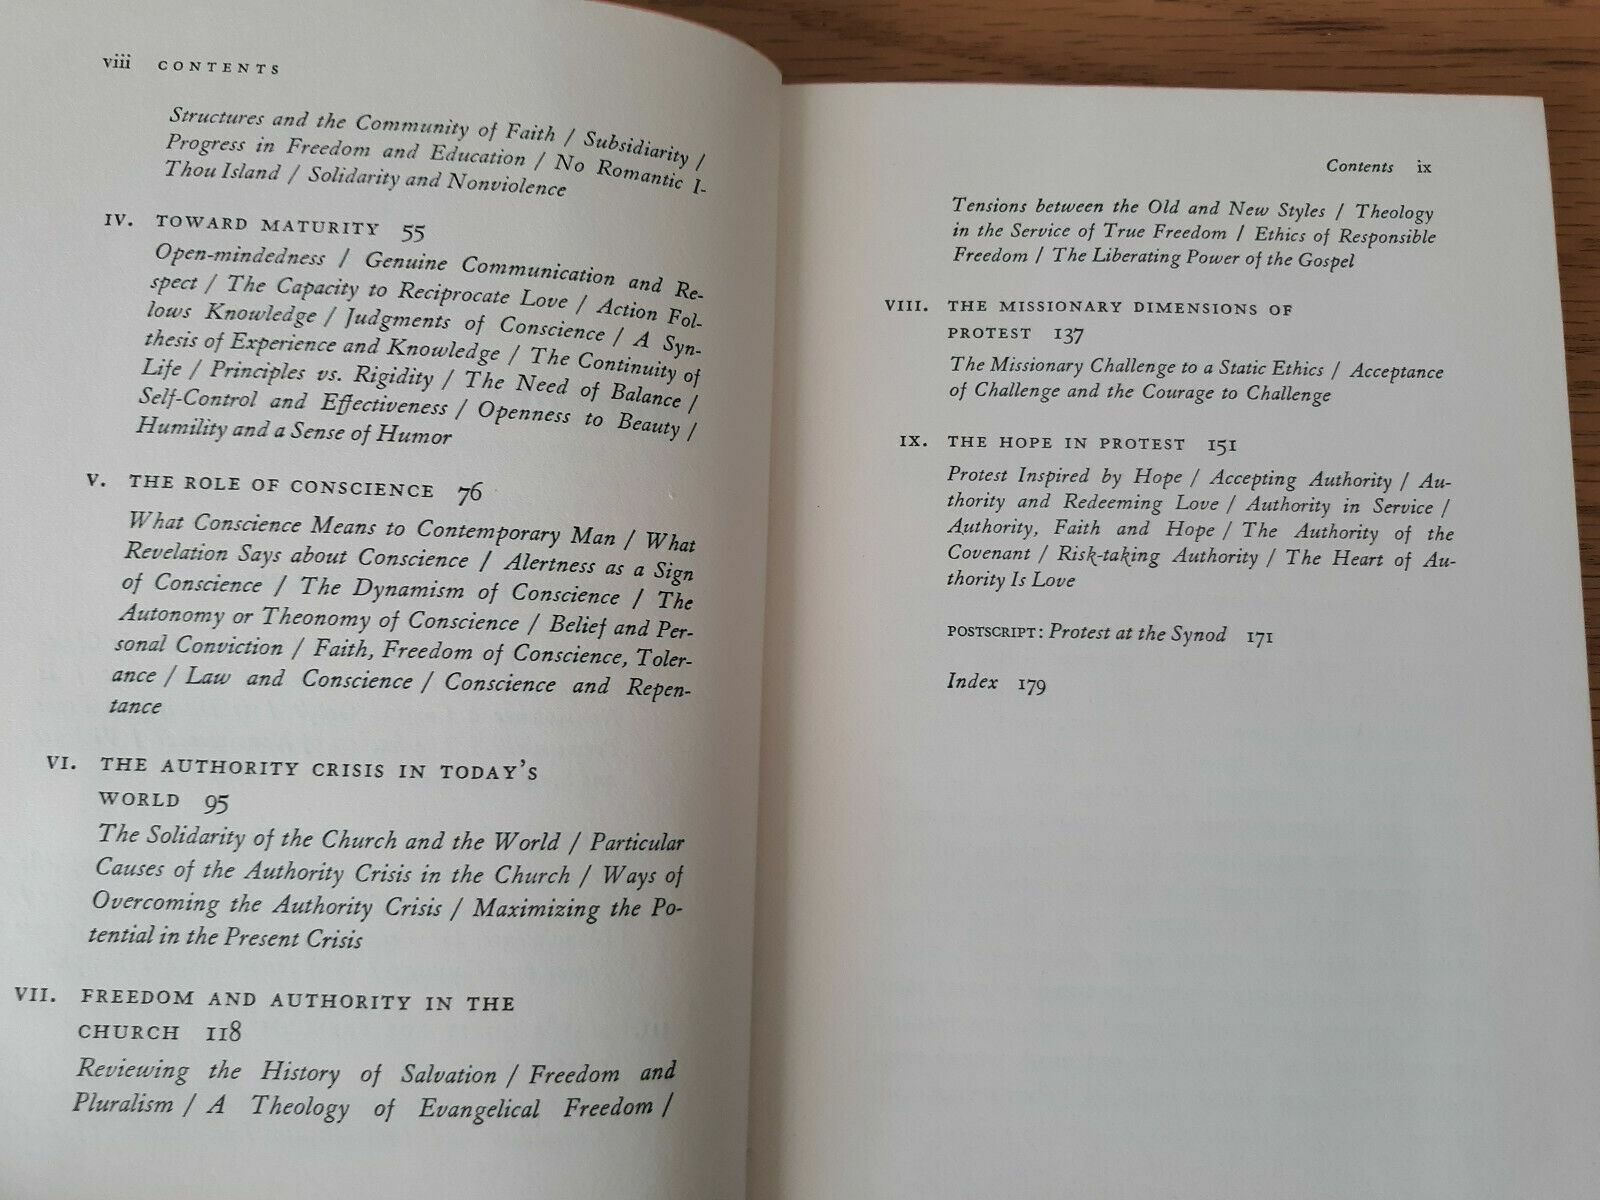 viii CONTENTS
Structures and the Community of Faith / Subsidiarity /
Progress in Freedom and Education / No Romantic I-
Thou Island / Solidarity and Nonviolence
IV. TOWARD MATURITY 55
Open-mindedness / Genuine Communication and Re-
spect / The Capacity to Reciprocate Love / Action Fol-
lows Knowledge / Judgments of Conscience / A Syn-
thesis of Experience and Knowledge / The Continuity of
Life / Principles vs. Rigidity / The Need of Balance /
Self-Control and Effectiveness / Openness to Beauty /
Humility and a Sense of Humor
V. THE ROLE OF CONSCIENCE 76
What Conscience Means to Contemporary Man / What
Revelation Says about Conscience / Alertness as a Sign
of Conscience / The Dynamism of Conscience / The
Autonomy or Theonomy of Conscience / Belief and Per-
sonal Conviction / Faith, Freedom of Conscience, Toler-
ance / Law and Conscience / Conscience and Repen-
tance
VI. THE AUTHORITY CRISIS IN TODAY'S
WORLD 95
The Solidarity of the Church and the World / Particular
Causes of the Authority Crisis in the Church / Ways of
Overcoming the Authority Crisis / Maximizing the Po-
tential in the Present Crisis
VII. FREEDOM AND AUTHORITY IN THE
CHURCH 118
Reviewing the History of Salvation / Freedom and
Pluralism / A Theology of Evangelical Freedom /
Contents ix
Tensions between the Old and New Styles / Theology
in the Service of True Freedom / Ethics of Responsible
Freedom / The Liberating Power of the Gospel
VIII. THE MISSIONARY DIMENSIONS OF
PROTEST 137
The Missionary Challenge to a Static Ethics / Acceptance
of Challenge and the Courage to Challenge
IX. THE HOPE IN PROTEST 151
Protest Inspired by Hope / Accepting Authority / Au-
thority and Redeeming Love / Authority in Service /
Authority, Faith and Hope / The Authority of the
Covenant / Risk-taking Authority / The Heart of Au-
thority Is Love
POSTSCRIPT: Protest at the Synod 171
Index 179